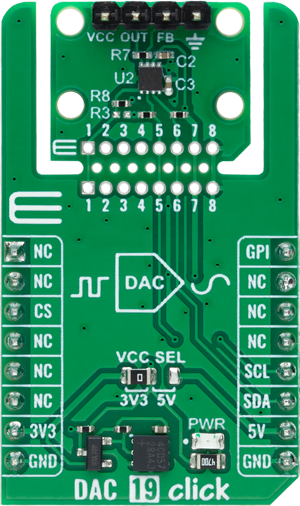 VCC OUT FB
R7
C2
U2
C3
R8
R3
1 2 3 4 5 6 7 8
1 2 3 4 5 6 7 8
NC GPI
NC NC
CS DAC NC
NC NC
VCC SEL
NC SCL
0
3V3 5V
NC SDA
PWR
3V3 5V
GND GND
DAC 19 click